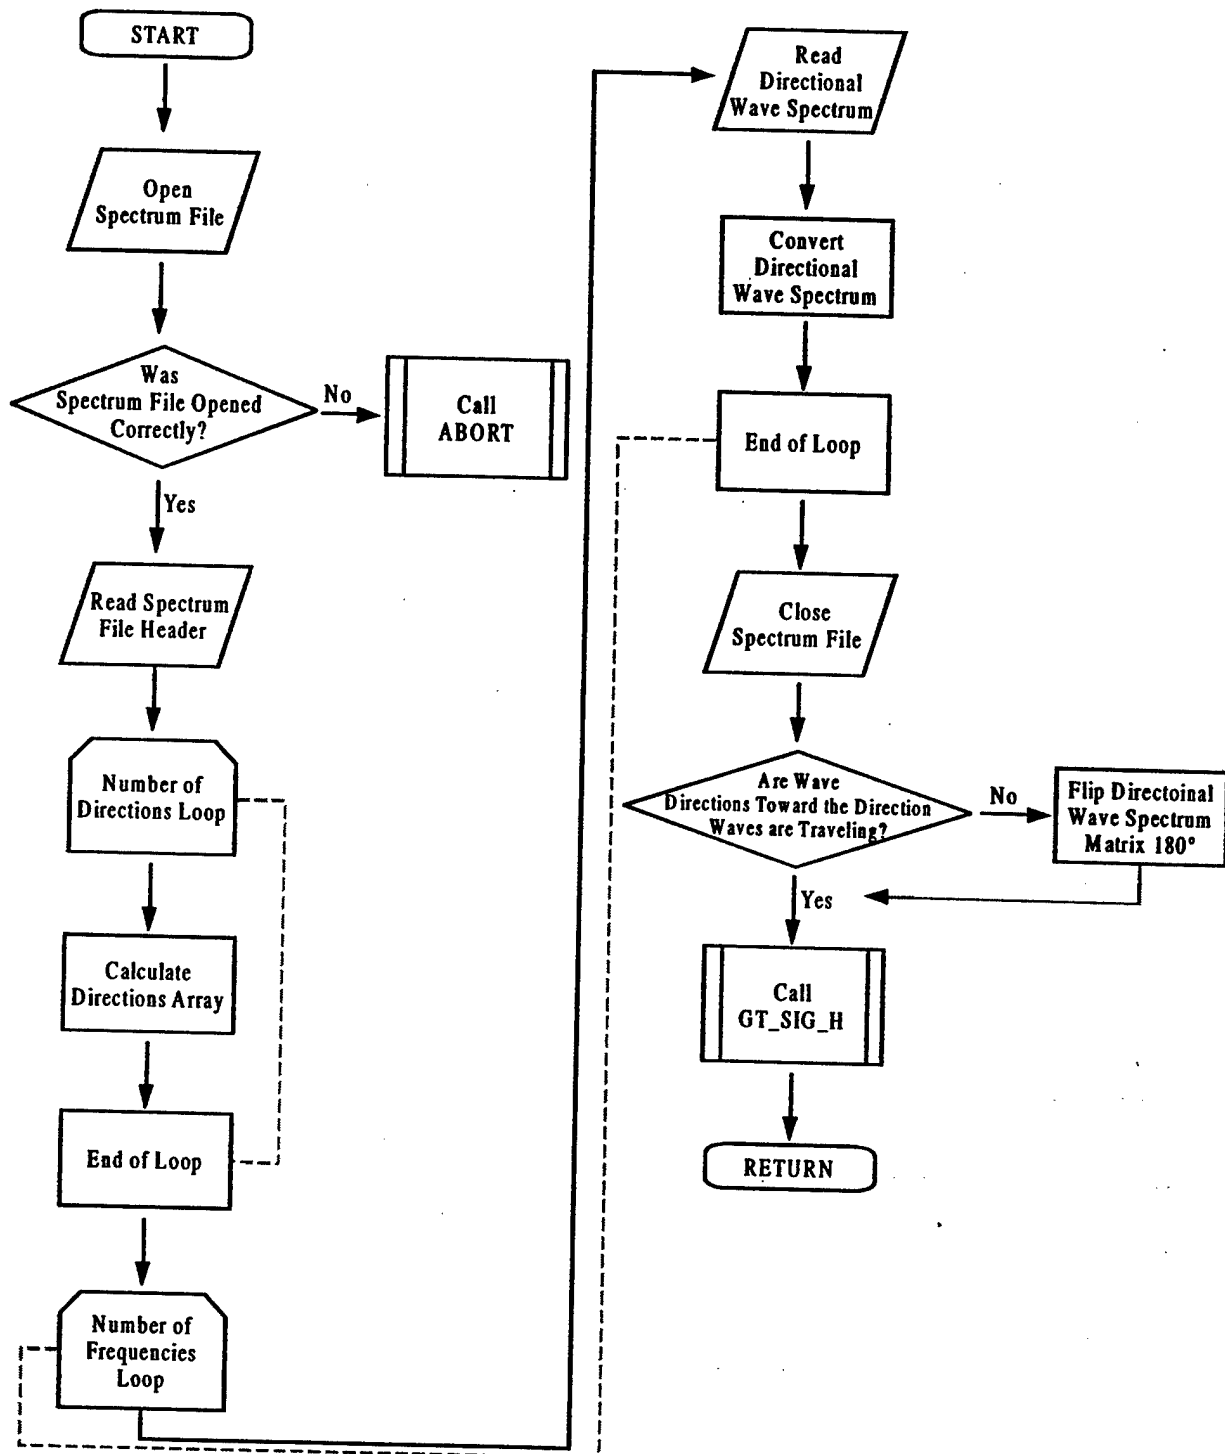 START
Open
Spectrum File
Was
Spectrum File Opened
Correctly?
No
Call
ABORT
Yes
Read Spectrum
File Header
Number of
Directions Loop
Calculate
Directions Array
End of Loop
Number of
Frequencies
Loop
Read
Directional
Wave Spectrum
Convert
Directional
Wave Spectrum
End of Loop
Close
Spectrum File
Are Wave
Directions Toward the Direction
Waves are Traveling?
No
Flip Directoinal
Wave Spectrum
Matrix 180°
Yes
Call
GT_SIG_H
RETURN